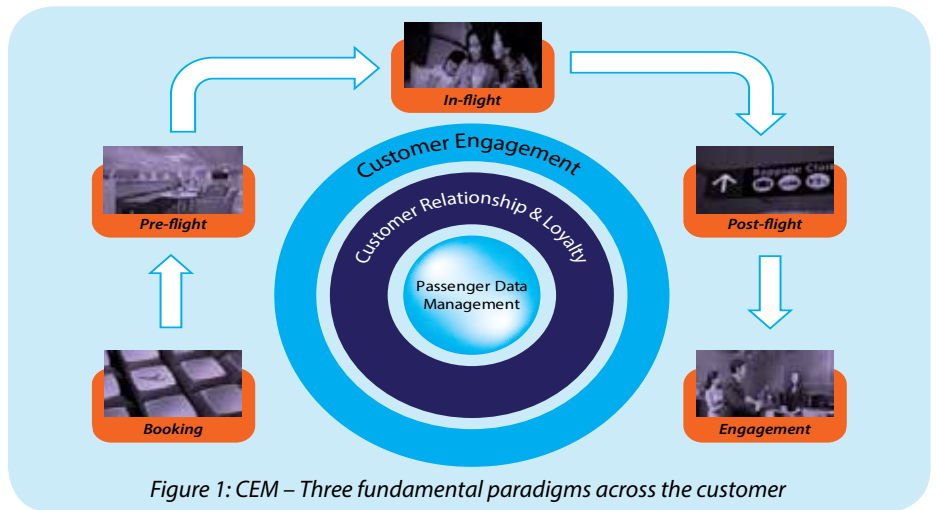 In-flight
Customer Engagement
Customer Relationship & Loyalty
Passenger Data
Management
Pre-flight
Post-flight
Booking
Engagement
Figure 1: CEM – Three fundamental paradigms across the customer